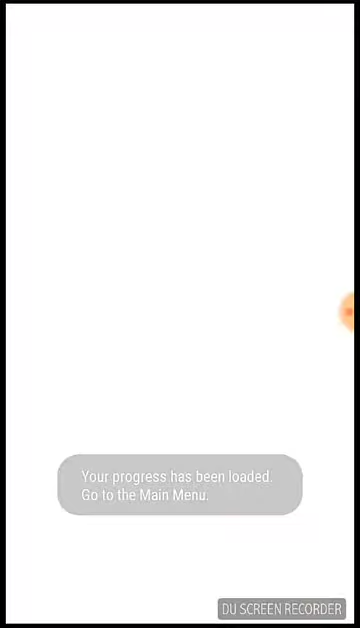 Your progress has been loaded.
Go to the Main Menu.
DU SCREEN RECORDER